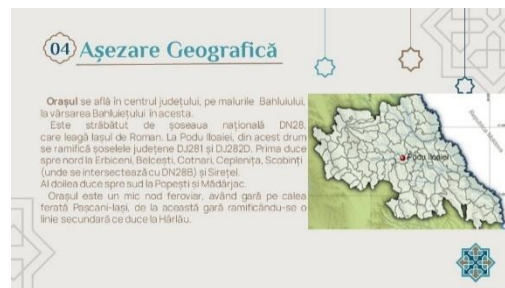 04 Așezare Geografică
Orașul se află în centrul județului, pe malurile Bahluiului,
la vărsarea Bahluiețului în acesta.
Este străbătut de șoseaua națională DN28,
care leagă Iașul de Roman. La Podu Iloaiei, din acest drum
se ramifică șoselele județene DJ281 și DJ282D. Prima duce
spre nord la Erbiceni, Belcești, Cotnari, Ceplenița, Scobinți
(unde se intersectează cu DN28B) și Sirețel.
Al doilea duce spre sud la Popești și Mădârjac.
Orașul este un mic nod feroviar, având gară pe calea
ferată Pașcani-Iași, de la această gară ramificându-se o
linie secundară ce duce la Hârlău.
Podu Iloaiei
Republica Moldova